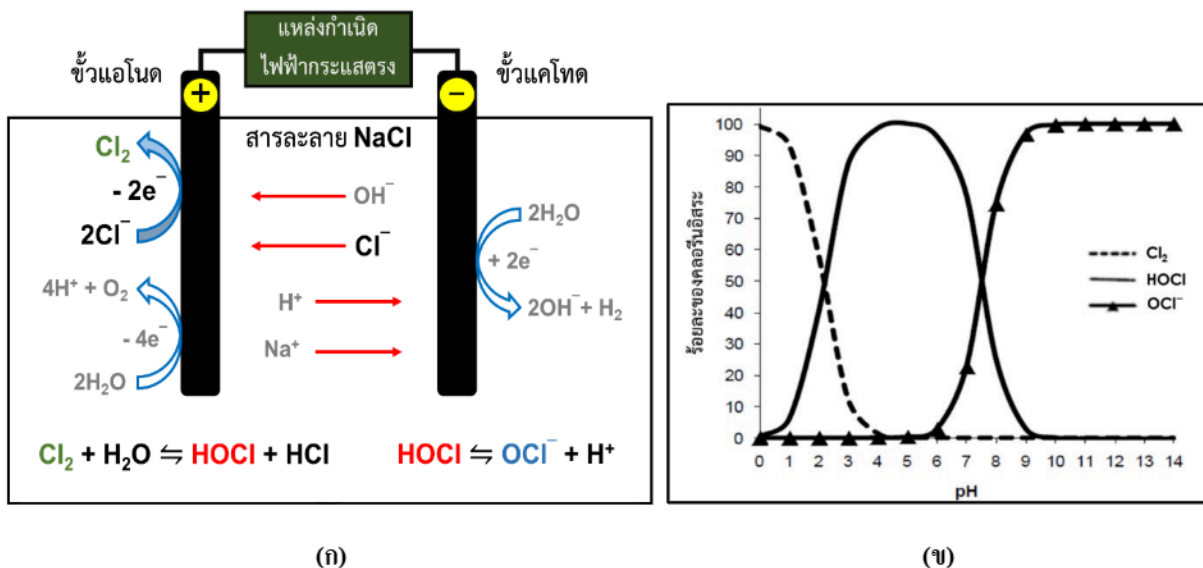 แหล่งกำเนิด
ไฟฟ้ากระแสตรง
ขั้วแอโนด
+
−
ขั้วแคโทด
สารละลาย NaCl
Cl₂
- 2e⁻
2Cl⁻
4H⁺ + O₂
- 4e⁻
2H₂O
OH⁻
Cl⁻
H⁺
Na⁺
2H₂O
+ 2e⁻
2OH⁻ + H₂
Cl₂ + H₂O ⇋ HOCl + HCl
HOCl ⇋ OCl⁻ + H⁺
(ก)
ร้อยละของคลอรีนอิสระ
100
90
80
70
60
50
40
30
20
10
0
Cl₂
HOCl
OCl⁻
0 1 2 3 4 5 6 7 8 9 10 11 12 13 14
pH
(ข)